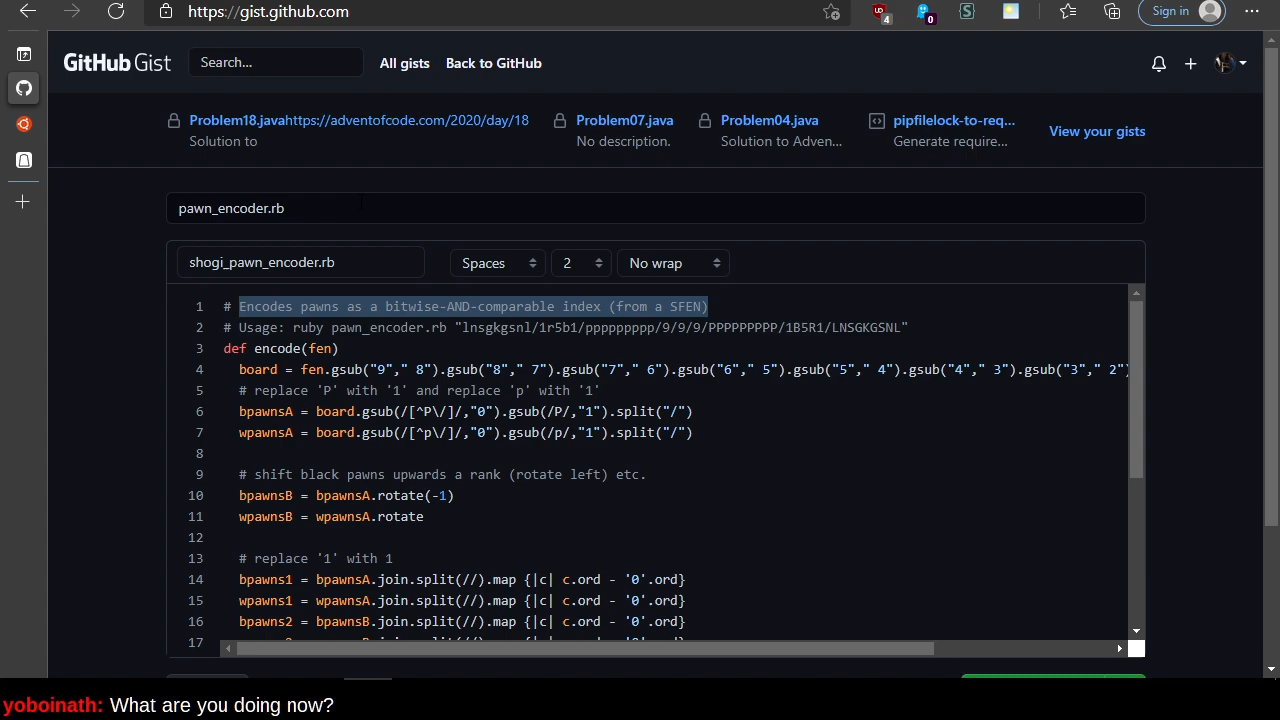 https://gist.github.com
4
0
Sign in
GitHub Gist
Search...
All gists
Back to GitHub
Problem18.javahttps://adventofcode.com/2020/day/18
Solution to
Problem07.java
No description.
Problem04.java
Solution to Adven...
pipfilelock-to-req...
Generate require...
View your gists
pawn_encoder.rb
shogi_pawn_encoder.rb
Spaces
2
No wrap
1 # Encodes pawns as a bitwise-AND-comparable index (from a SFEN)
2 # Usage: ruby pawn_encoder.rb "lnsgkgsnl/1r5b1/ppppppppp/9/9/9/PPPPPPPPP/1B5R1/LNSGKGSNL"
3 def encode(fen)
4 board = fen.gsub("9"," 8").gsub("8"," 7").gsub("7"," 6").gsub("6"," 5").gsub("5"," 4").gsub("4"," 3").gsub("3"," 2")
5 # replace 'P' with '1' and replace 'p' with '1'
6 bpawnsA = board.gsub(/[^P\/]/,"0").gsub(/P/,"1").split("/")
7 wpawnsA = board.gsub(/[^p\/]/,"0").gsub(/p/,"1").split("/")
8
9 # shift black pawns upwards a rank (rotate left) etc.
10 bpawnsB = bpawnsA.rotate(-1)
11 wpawnsB = wpawnsA.rotate
12
13 # replace '1' with 1
14 bpawns1 = bpawnsA.join.split(//).map {|c| c.ord - '0'.ord}
15 wpawns1 = wpawnsA.join.split(//).map {|c| c.ord - '0'.ord}
16 bpawns2 = bpawnsB.join.split(//).map {|c| c.ord - '0'.ord}
17
yoboinath: What are you doing now?